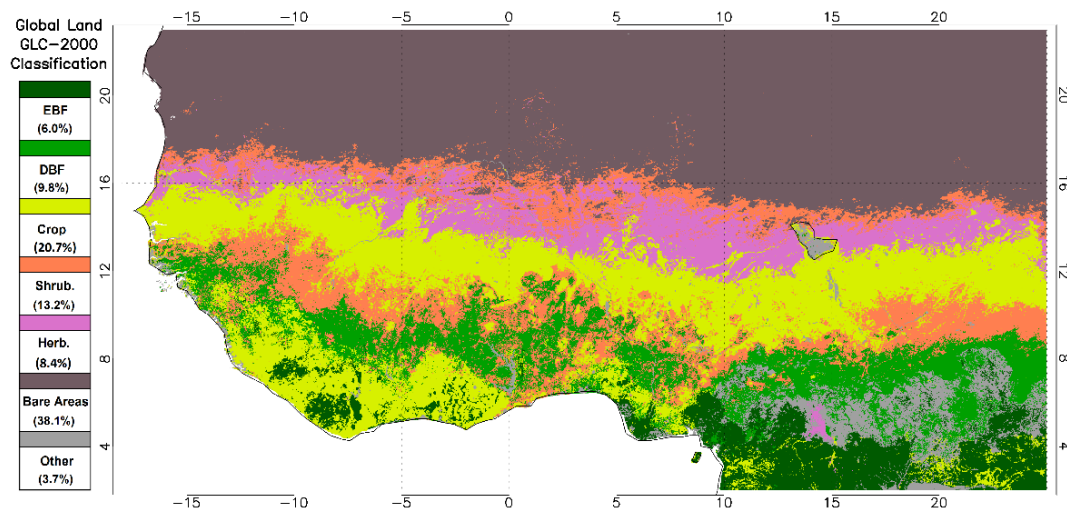 Global Land
GLC-2000
Classification
EBF
(6.0%)
DBF
(9.8%)
Crop
(20.7%)
Shrub.
(13.2%)
Herb.
(8.4%)
Bare Areas
(38.1%)
Other
(3.7%)
-15 -10 -5 0 5 10 15 20
20 20
16 16
12 12
8 8
4 4
-15 -10 -5 0 5 10 15 20